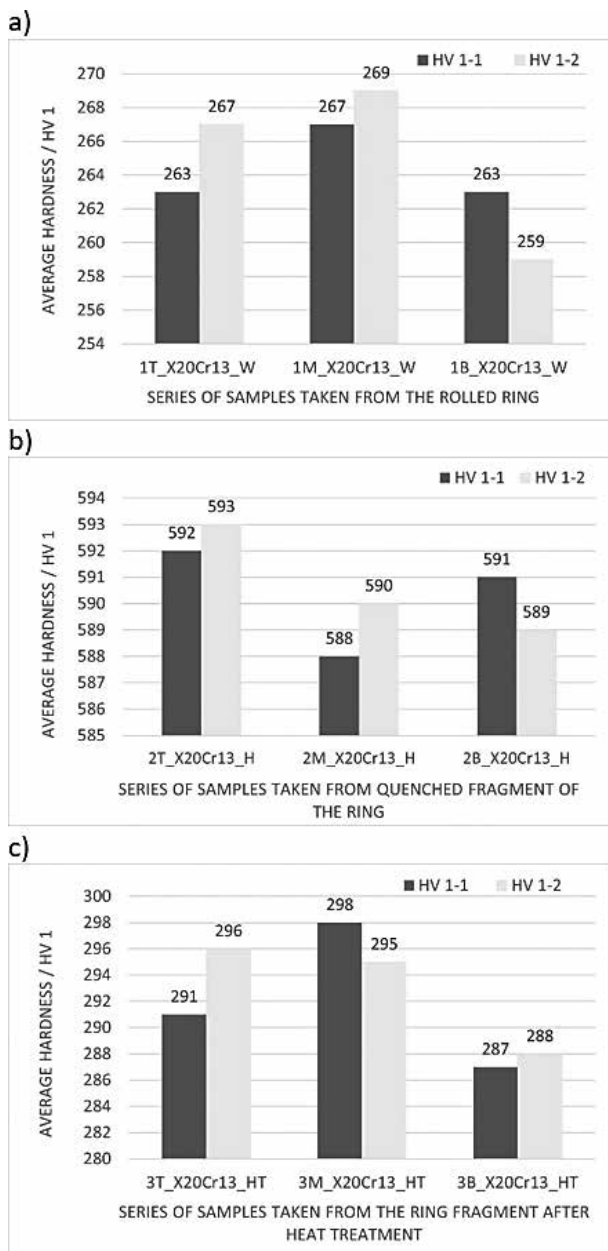 a)
HV 1-1 HV 1-2
AVERAGE HARDNESS / HV 1
270
268
266
264
262
260
258
256
254
263
267
267
269
263
259
1T_X20Cr13_W 1M_X20Cr13_W 1B_X20Cr13_W
SERIES OF SAMPLES TAKEN FROM THE ROLLED RING
b)
HV 1-1 HV 1-2
AVERAGE HARDNESS / HV 1
594
593
592
591
590
589
588
587
586
585
592
593
588
590
591
589
2T_X20Cr13_H 2M_X20Cr13_H 2B_X20Cr13_H
SERIES OF SAMPLES TAKEN FROM QUENCHED FRAGMENT OF
THE RING
c)
HV 1-1 HV 1-2
AVERAGE HARDNESS / HV 1
300
298
296
294
292
290
288
286
284
282
280
291
296
298
295
287
288
3T_X20Cr13_HT 3M_X20Cr13_HT 3B_X20Cr13_HT
SERIES OF SAMPLES TAKEN FROM THE RING FRAGMENT AFTER
HEAT TREATMENT